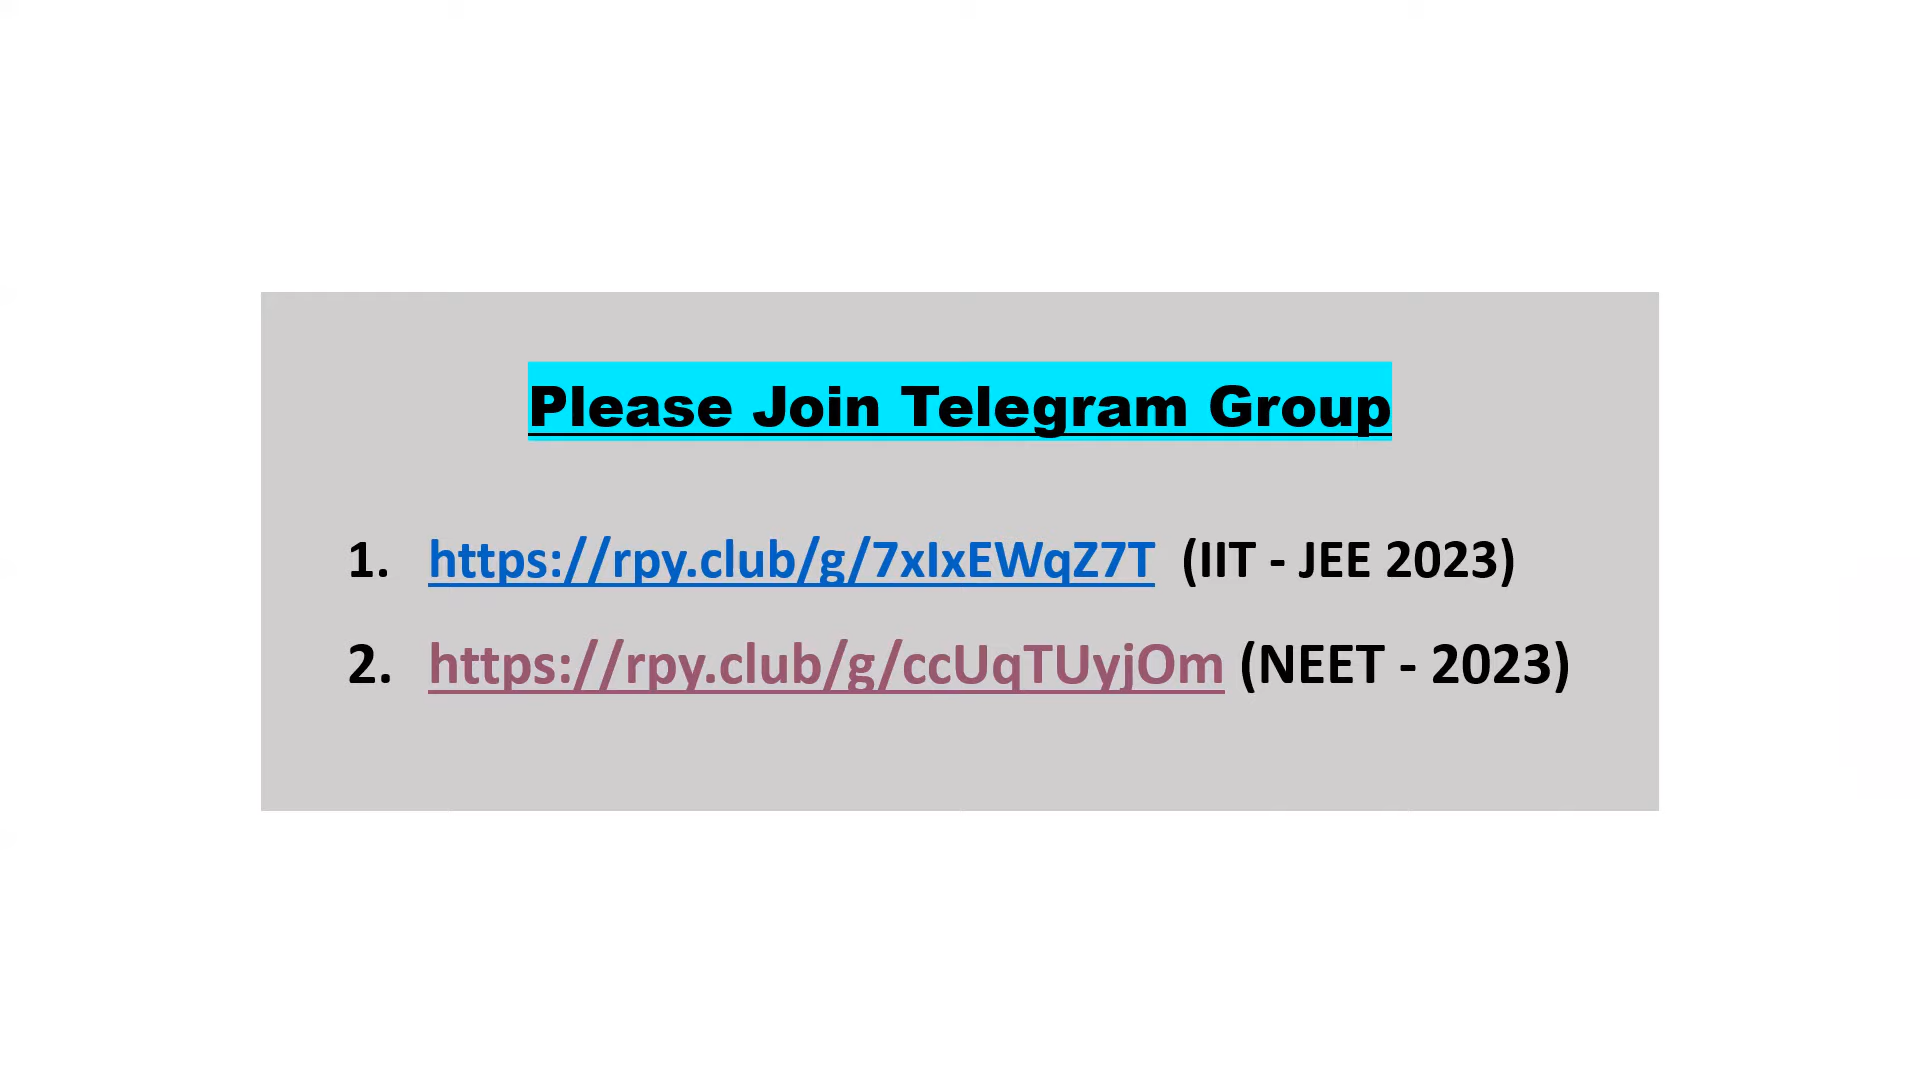 Please Join Telegram Group
1. https://rpy.club/g/7xIxEWqZ7T (IIT - JEE 2023)
2. https://rpy.club/g/ccUqTUyjOm (NEET - 2023)